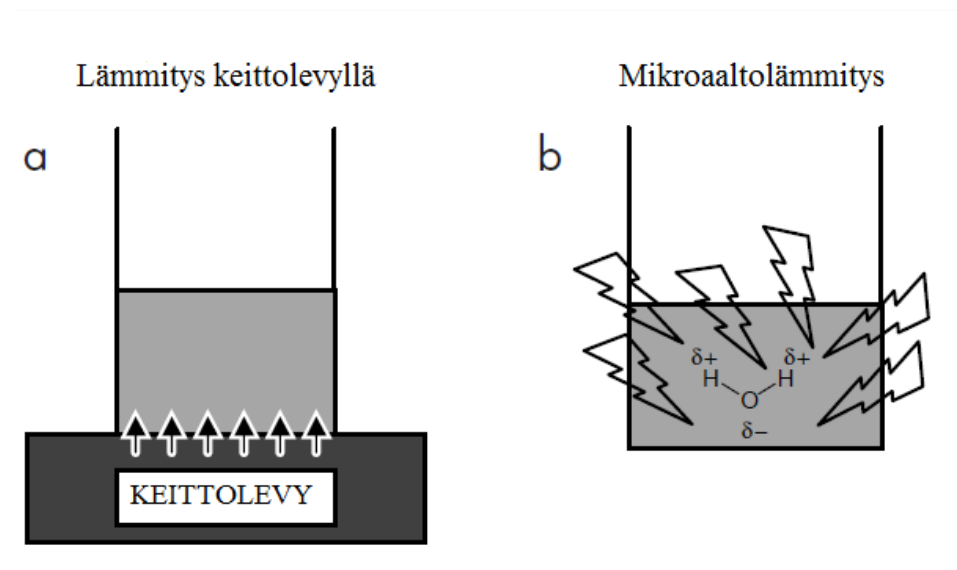 Lämmitys keittolevyllä
Mikroaaltolämmitys
a
b
δ+
δ+
H
H
O
δ−
KEITTOLEVY